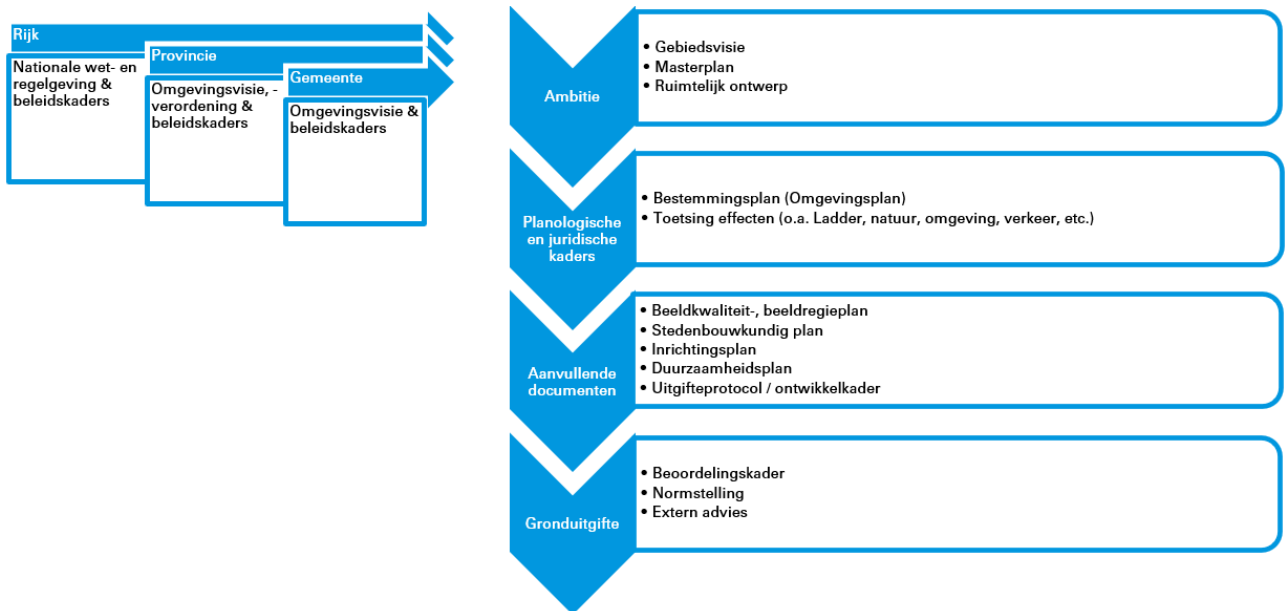 Rijk
Nationale wet- en
regelgeving &
beleidskaders
Provincie
Omgevingsvisie, -
verordening &
beleidskaders
Gemeente
Omgevingsvisie &
beleidskaders
Ambitie
• Gebiedsvisie
• Masterplan
• Ruimtelijk ontwerp
Planologische
en juridische
kaders
• Bestemmingsplan (Omgevingsplan)
• Toetsing effecten (o.a. Ladder, natuur, omgeving, verkeer, etc.)
Aanvullende
documenten
• Beeldkwaliteit-, beeldregieplan
• Stedenbouwkundig plan
• Inrichtingsplan
• Duurzaamheidsplan
• Uitgifteprotocol / ontwikkelkader
Gronduitgifte
• Beoordelingskader
• Normstelling
• Extern advies